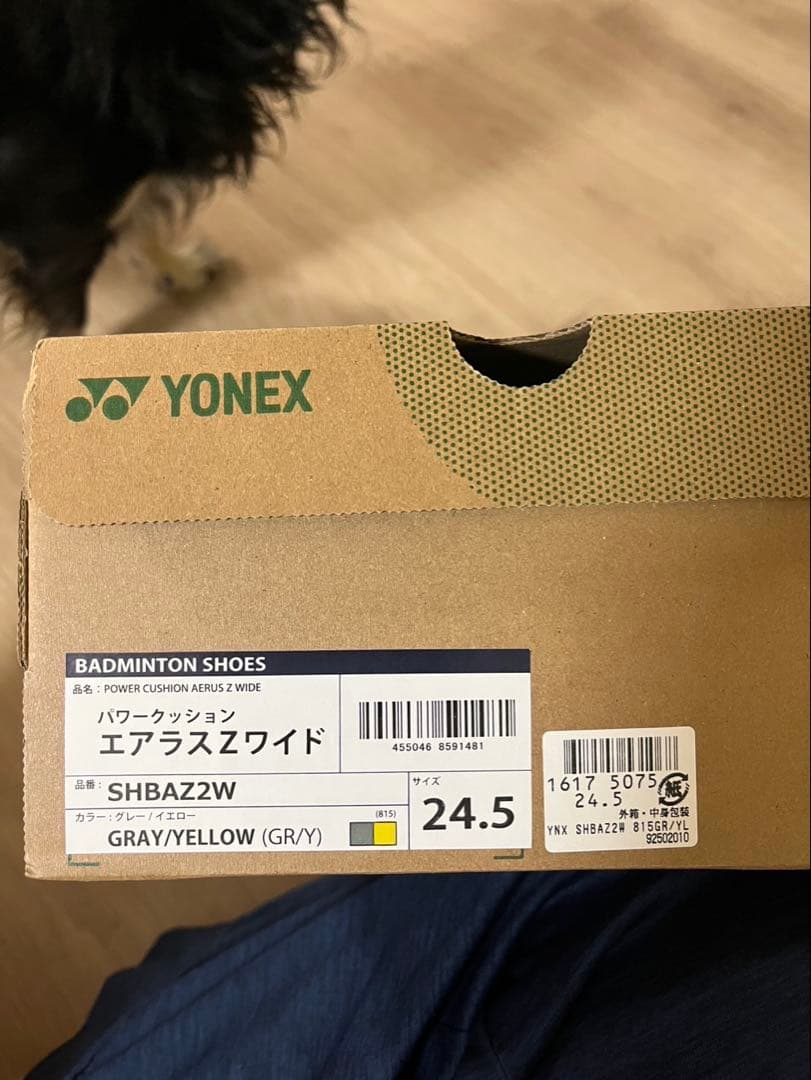 YONEX
BADMINTON SHOES
品名：POWER CUSHION AERUS Z WIDE
パワークッション
エアラスZワイド
455046 8591481
品番：SHBAZ2W
サイズ
24.5
カラー：グレー / イエロー
(815)
GRAY/YELLOW (GR/Y)
1617 5075
24.5
紙
外箱・中身包装
YNX SHBAZ2W 815GR/YL
92502010